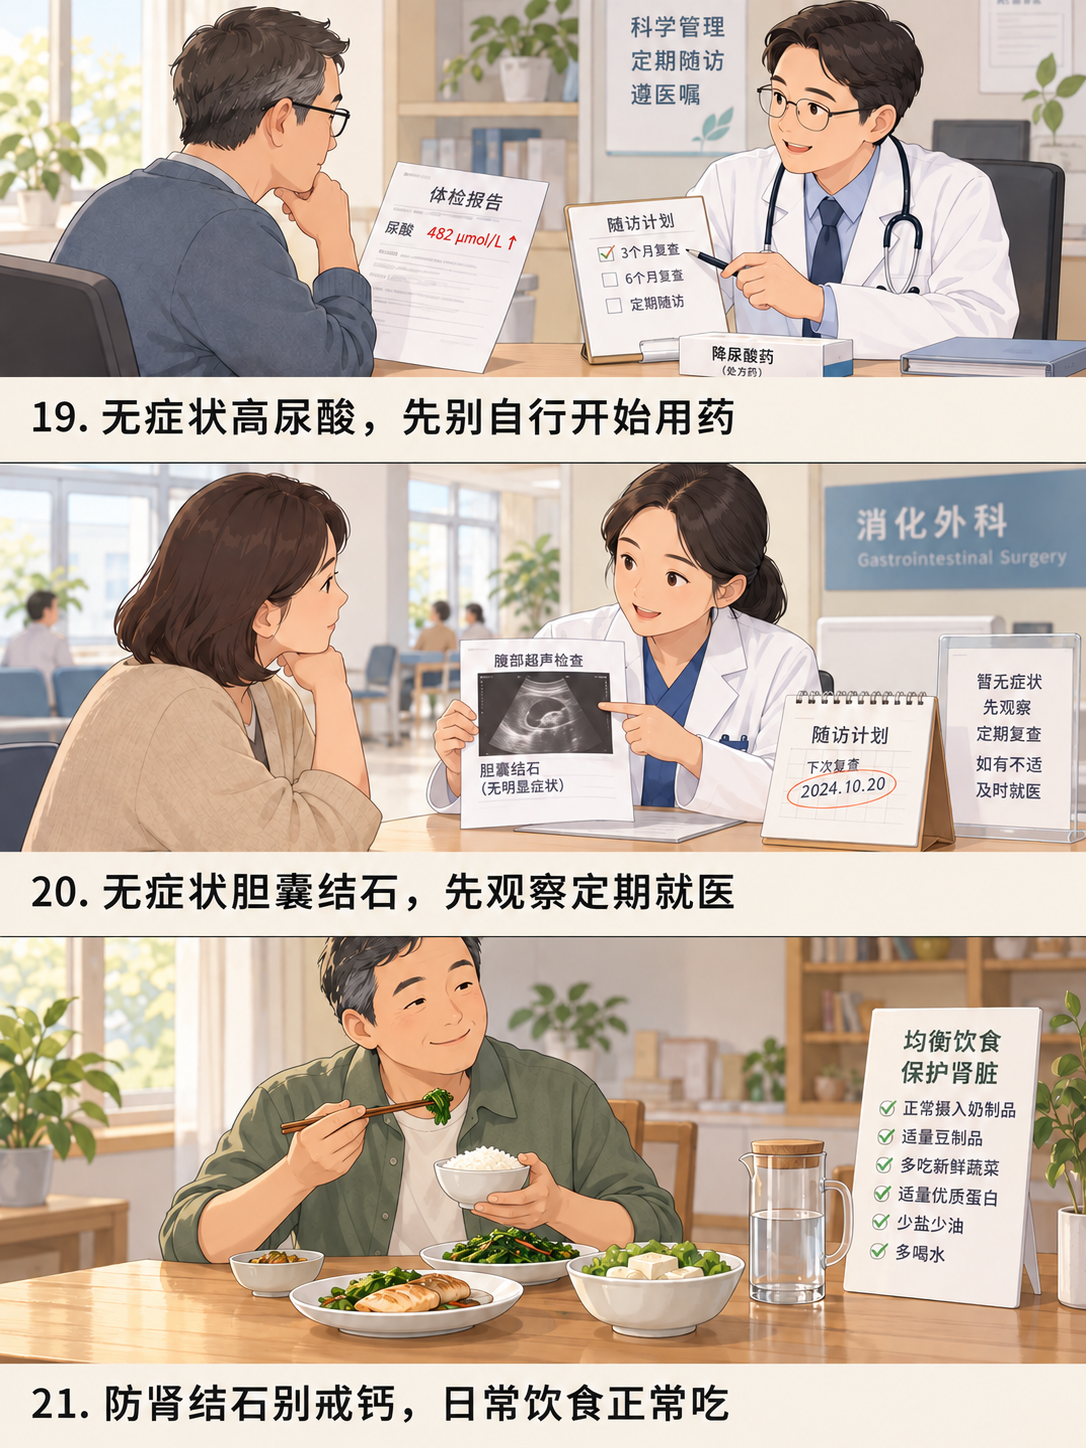 科学管理
定期随访
遵医嘱
体检报告
尿酸 482 μmol/L ↑
随访计划
3个月复查
6个月复查
定期随访
降尿酸药
(处方药)
19. 无症状高尿酸，先别自行开始用药
消化外科
Gastrointestinal Surgery
腹部超声检查
胆囊结石
(无明显症状)
随访计划
下次复查
2024.10.20
暂无症状
先观察
定期复查
如有不适
及时就医
20. 无症状胆囊结石，先观察定期就医
均衡饮食
保护肾脏
正常摄入奶制品
适量豆制品
多吃新鲜蔬菜
适量优质蛋白
少盐少油
多喝水
21. 防肾结石别戒钙，日常饮食正常吃